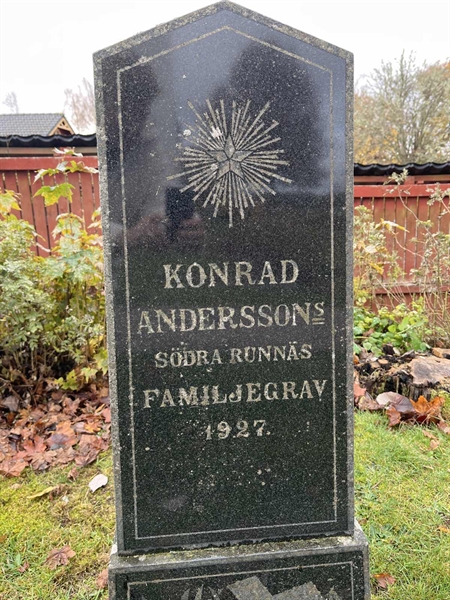 KONRAD
ANDERSSONS
SÖDRA RUNNÄS
FAMILJEGRAV
1927.